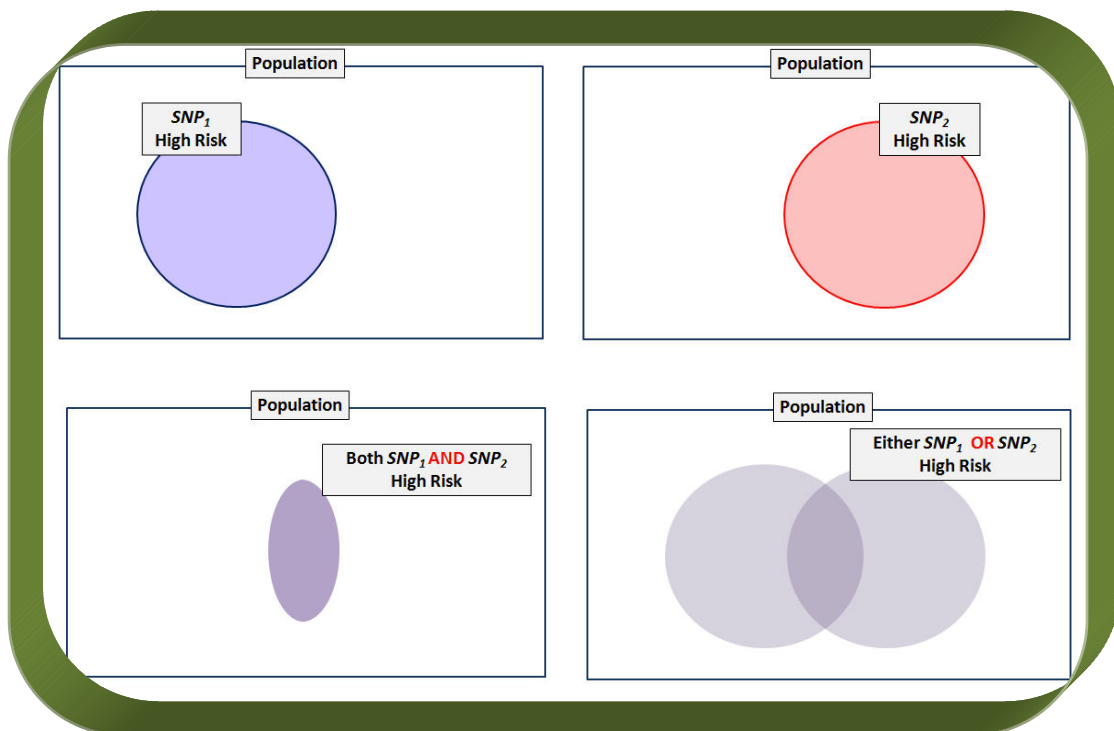 Population
SNP₁
High Risk
Population
SNP₂
High Risk
Population
Both SNP₁ AND SNP₂
High Risk
Population
Either SNP₁ OR SNP₂
High Risk